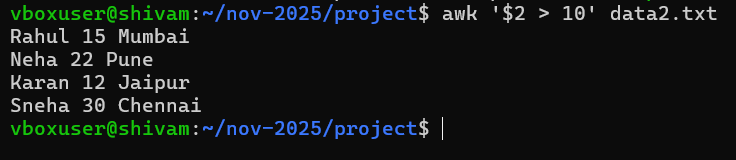 vboxuser@shivam:~/nov-2025/project$ awk '$2 > 10' data2.txt
Rahul 15 Mumbai
Neha 22 Pune
Karan 12 Jaipur
Sneha 30 Chennai
vboxuser@shivam:~/nov-2025/project$